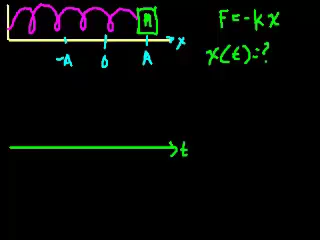 M
F = -kx
x(t) = ?
-A 0 A x
t